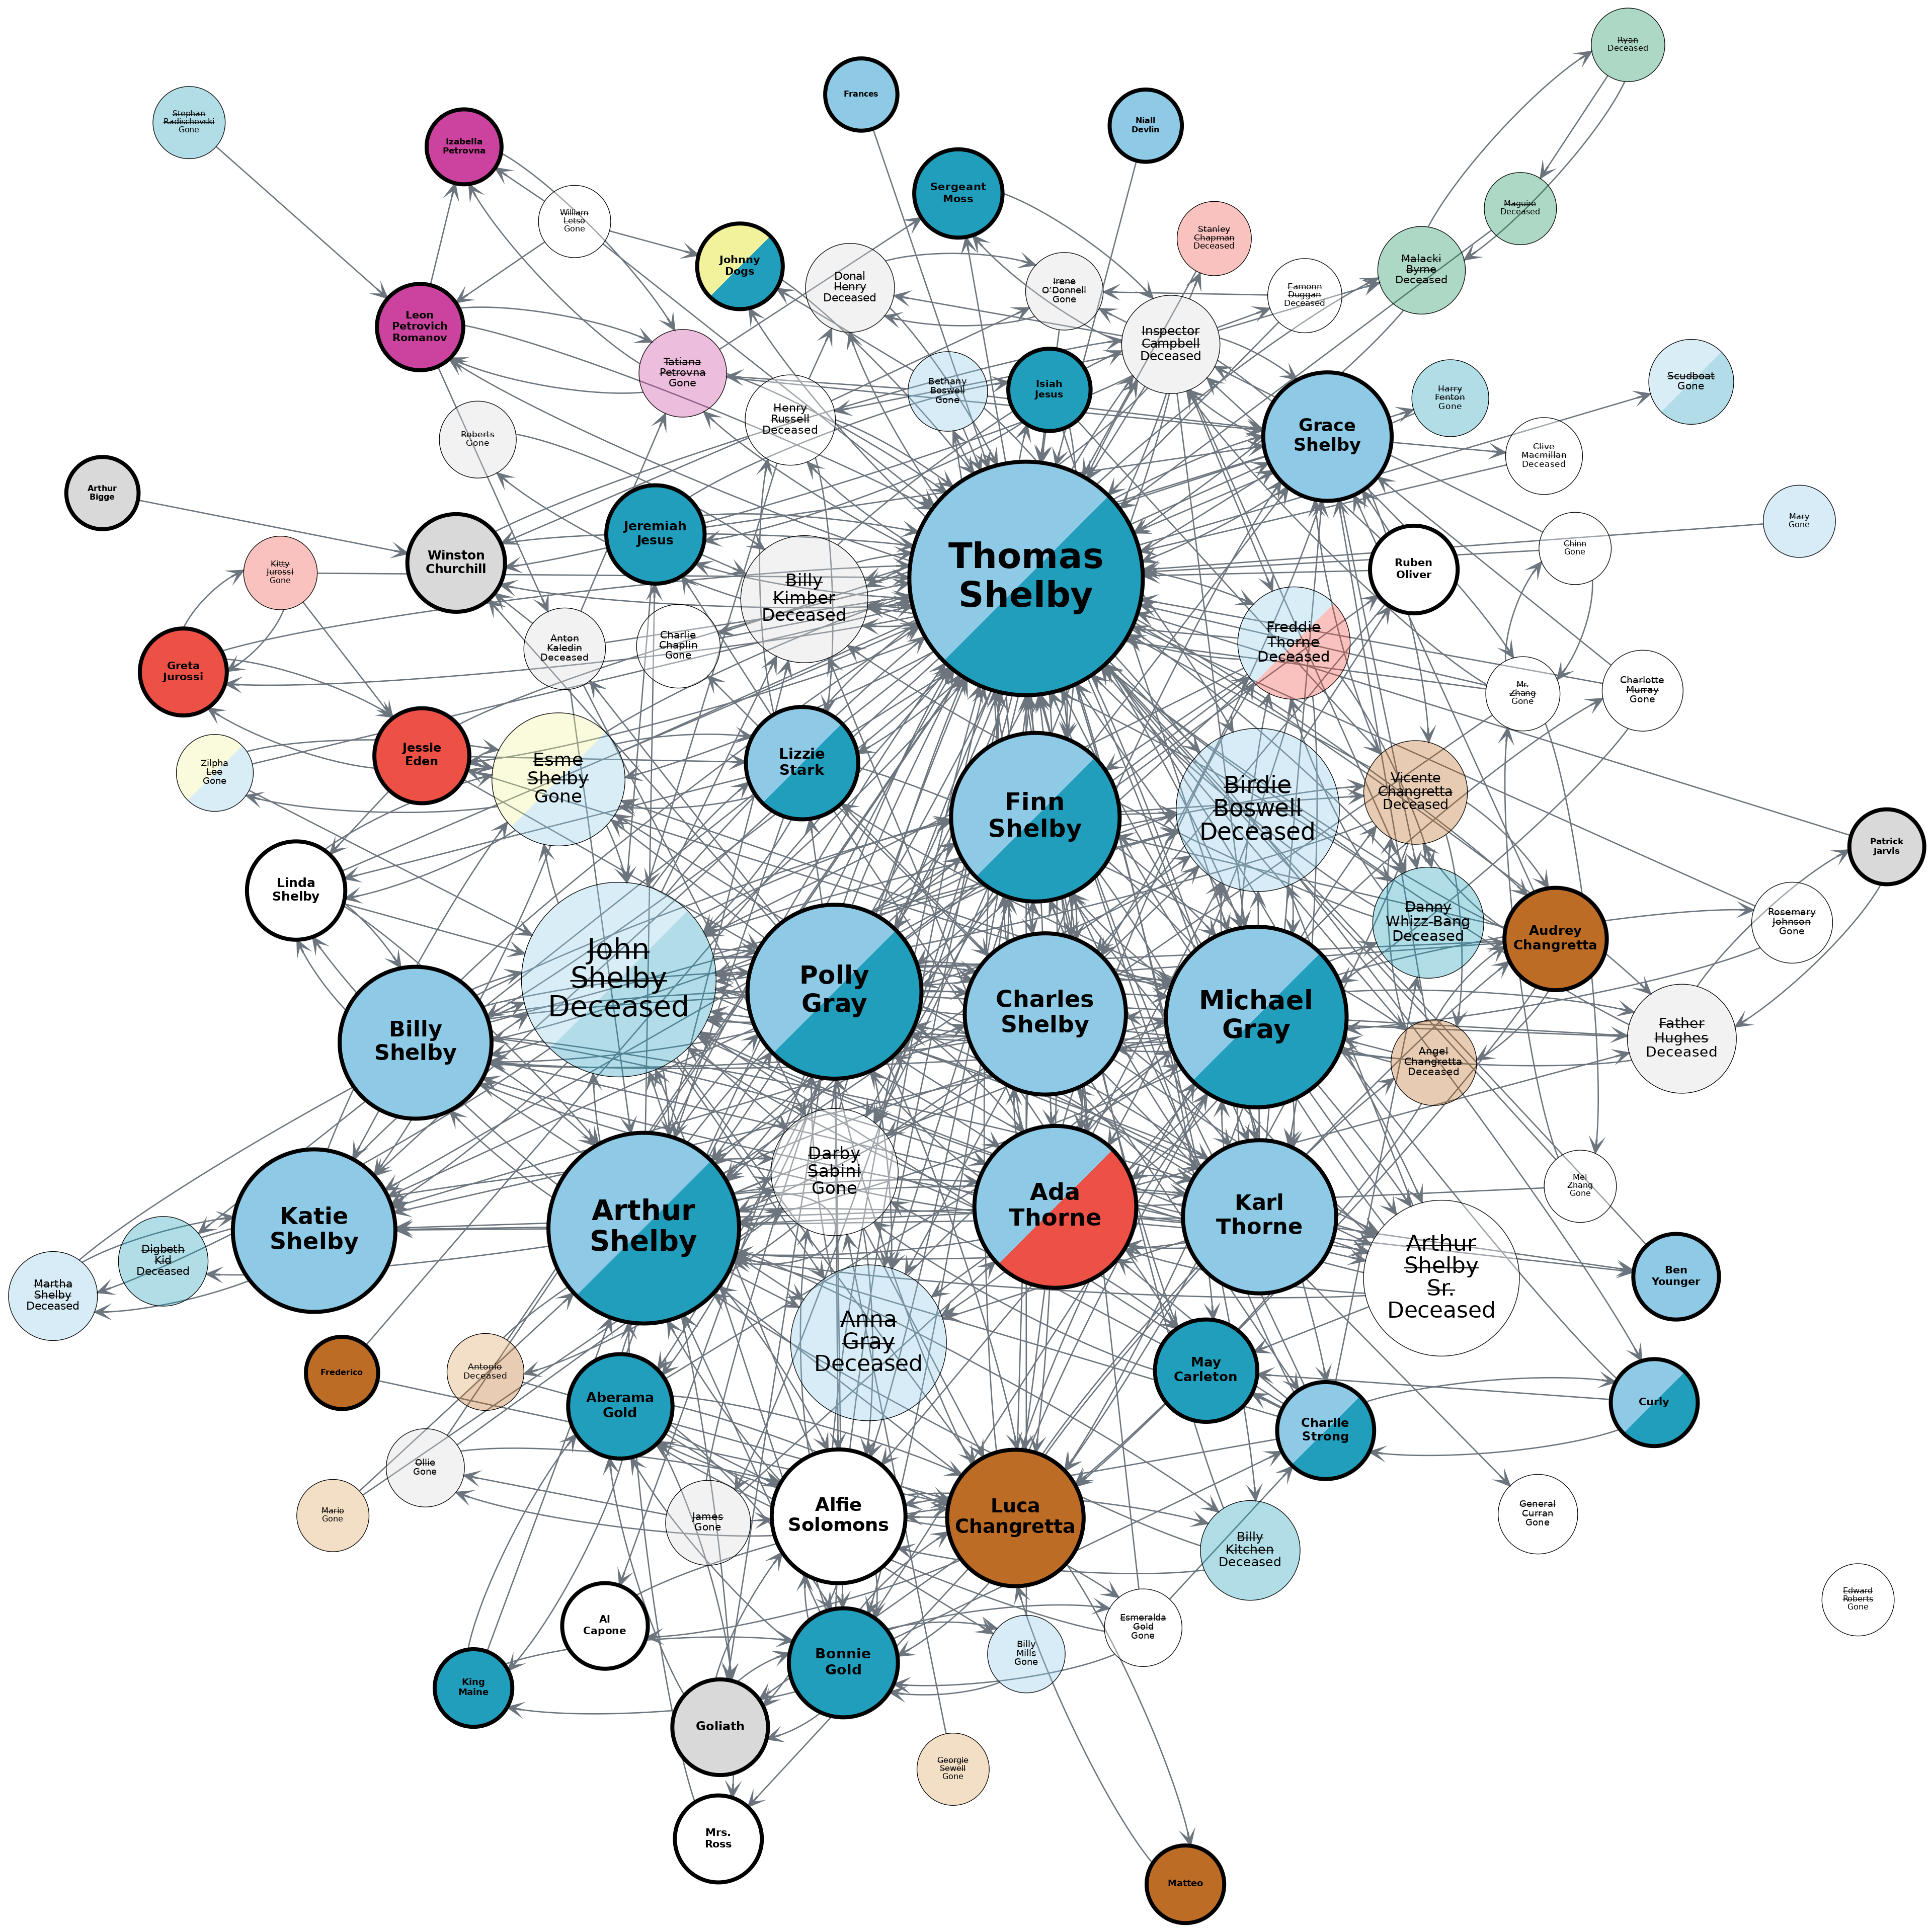 Ryan
Deceased
Frances
Niall
Devlin
Stephan
Radischevski
Gone
Izabella
Petrovna
Sergeant
Moss
Maguire
Deceased
William
Letso
Gone
Stanley
Chapman
Deceased
Johnny
Dogs
Malacki
Byrne
Deceased
Donal
Henry
Deceased
Irene
O'Donnell
Gone
Eamonn
Duggan
Deceased
Leon
Petrovich
Romanov
Inspector
Campbell
Deceased
Tatiana
Petrovna
Gone
Bethany
Boswell
Gone
Isiah
Jesus
Scudboat
Gone
Harry
Fenton
Gone
Henry
Russell
Deceased
Roberts
Gone
Grace
Shelby
Clive
Macmillan
Deceased
Arthur
Bigge
Jeremiah
Jesus
Mary
Gone
Chinn
Gone
Winston
Churchill
Kitty
Jurossi
Gone
Ruben
Oliver
Thomas
Shelby
Billy
Kimber
Deceased
Freddie
Thorne
Deceased
Anton
Kaledin
Deceased
Charlie
Chaplin
Gone
Greta
Jurossi
Mr.
Zhang
Gone
Charlotte
Murray
Gone
Jessie
Eden
Lizzie
Stark
Zilpha
Lee
Gone
Esme
Shelby
Gone
Finn
Shelby
Birdie
Boswell
Deceased
Vicente
Changretta
Deceased
Patrick
Jarvis
Linda
Shelby
Danny
Whizz-Bang
Deceased
Audrey
Changretta
Rosemary
Johnson
Gone
John
Shelby
Deceased
Polly
Gray
Charles
Shelby
Michael
Gray
Billy
Shelby
Father
Hughes
Deceased
Angel
Changretta
Deceased
Darby
Sabini
Gone
Mei
Zhang
Gone
Katie
Shelby
Arthur
Shelby
Ada
Thorne
Karl
Thorne
Digbeth
Kid
Deceased
Martha
Shelby
Deceased
Arthur
Shelby
Sr.
Deceased
Ben
Younger
Anna
Gray
Deceased
Frederico
Antonio
Deceased
May
Carleton
Aberama
Gold
Charlie
Strong
Curly
Ollie
Gone
Mario
Gone
James
Gone
Alfie
Solomons
Luca
Changretta
General
Curran
Gone
Billy
Kitchen
Deceased
Edward
Roberts
Gone
Al
Capone
Esmeralda
Gold
Gone
Billy
Mills
Gone
Bonnie
Gold
King
Maine
Goliath
Georgie
Sewell
Gone
Mrs.
Ross
Matteo